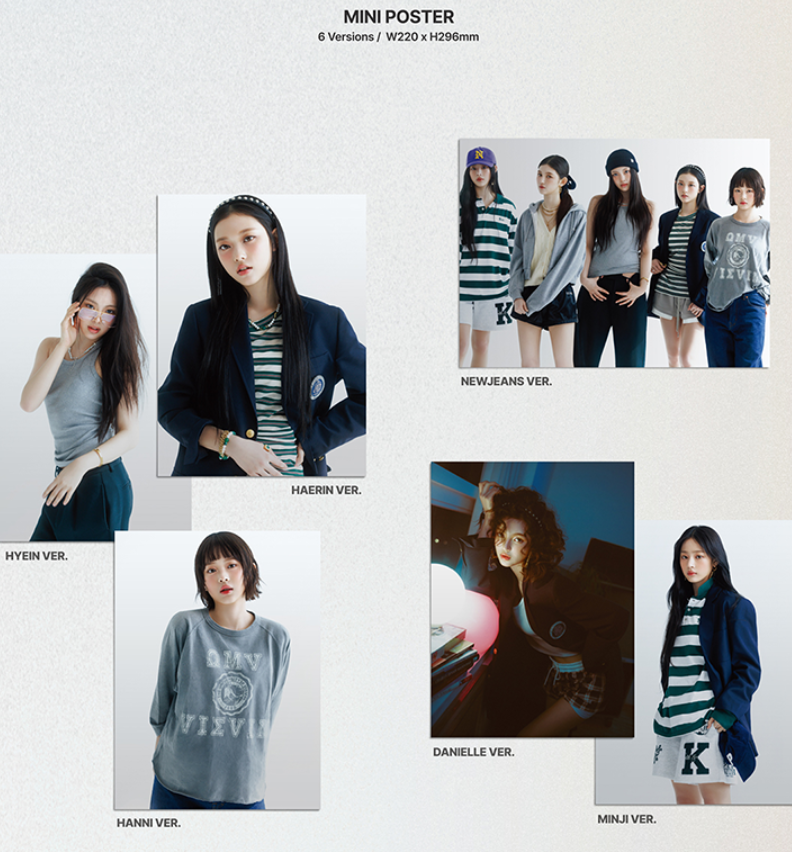 MINI POSTER
6 Versions / W220 x H296mm
N
K
NEWJEANS VER.
HAERIN VER.
HYEIN VER.
HANNI VER.
DANIELLE VER.
K
MINJI VER.